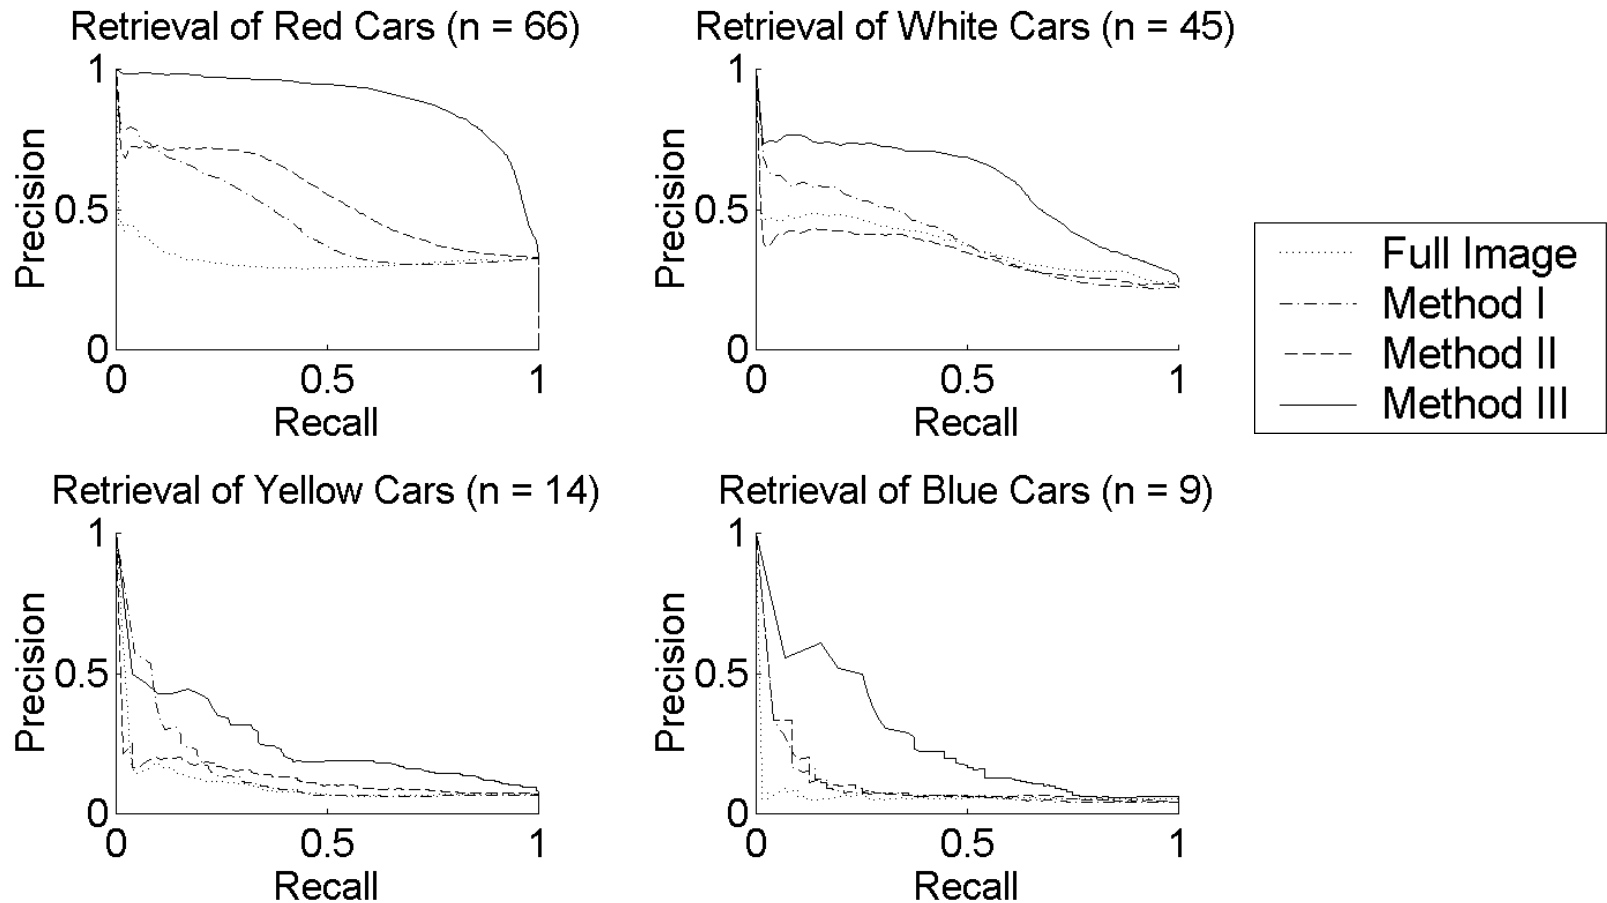 Retrieval of Red Cars (n = 66)
1
0.5
0
Precision
0 0.5 1
Recall
Retrieval of White Cars (n = 45)
1
0.5
0
Precision
0 0.5 1
Recall
Full Image
Method I
Method II
Method III
Retrieval of Yellow Cars (n = 14)
1
0.5
0
Precision
0 0.5 1
Recall
Retrieval of Blue Cars (n = 9)
1
0.5
0
Precision
0 0.5 1
Recall